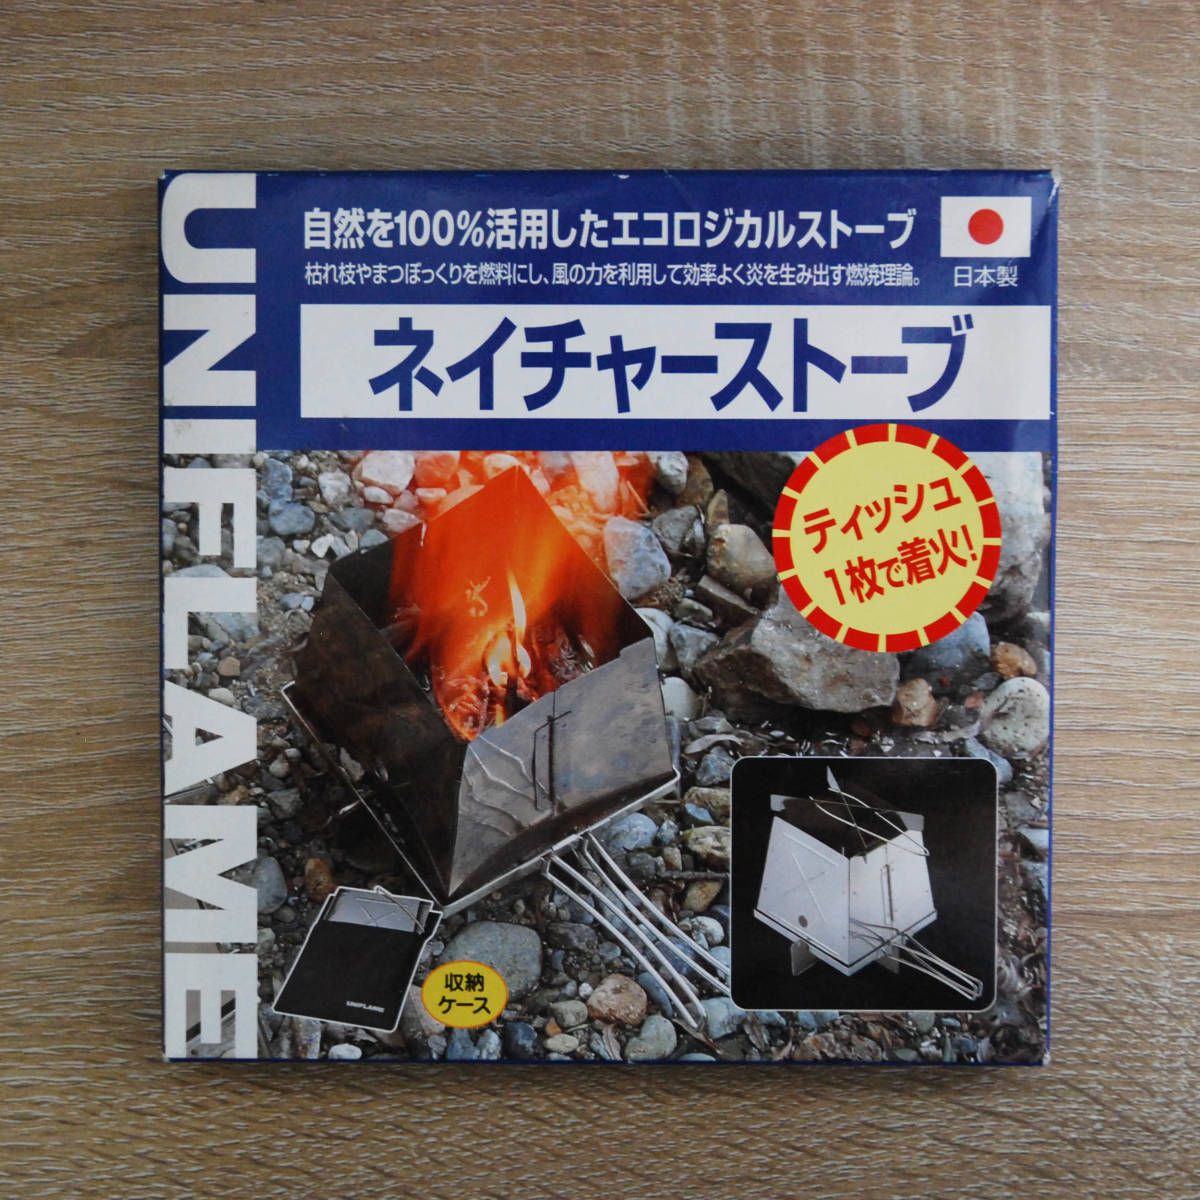 UNIFLAME
自然を100%活用したエコロジカルストーブ
枯れ枝やまつぼっくりを燃料にし、風の力を利用して効率よく炎を生み出す燃焼理論。
日本製
ネイチャーストーブ
ティッシュ
1枚で着火!
収納
ケース
UNIFLAME